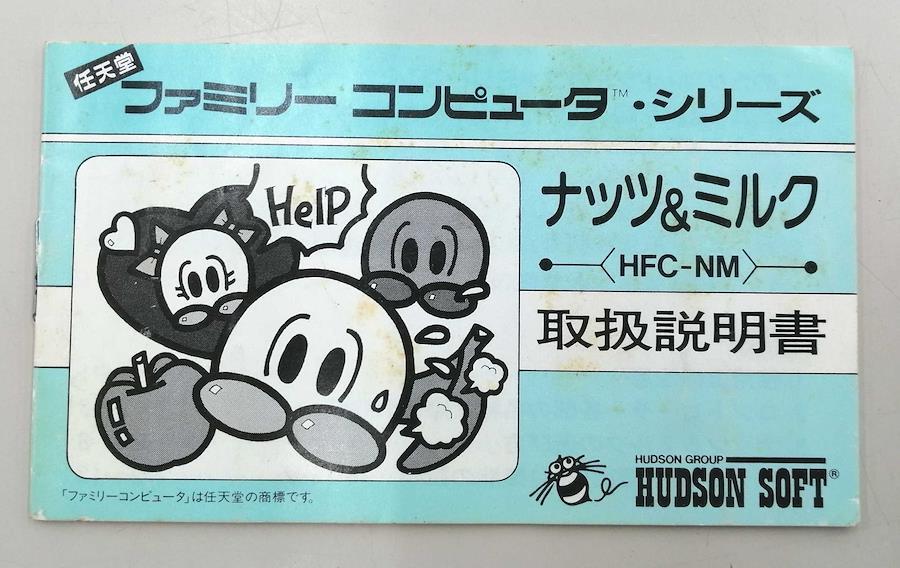 任天堂
ファミリー コンピュータ™・シリーズ
Help
ナッツ&ミルク
HFC-NM
取扱説明書
HUDSON GROUP
HUDSON SOFT®
「ファミリーコンピュータ」は任天堂の商標です。